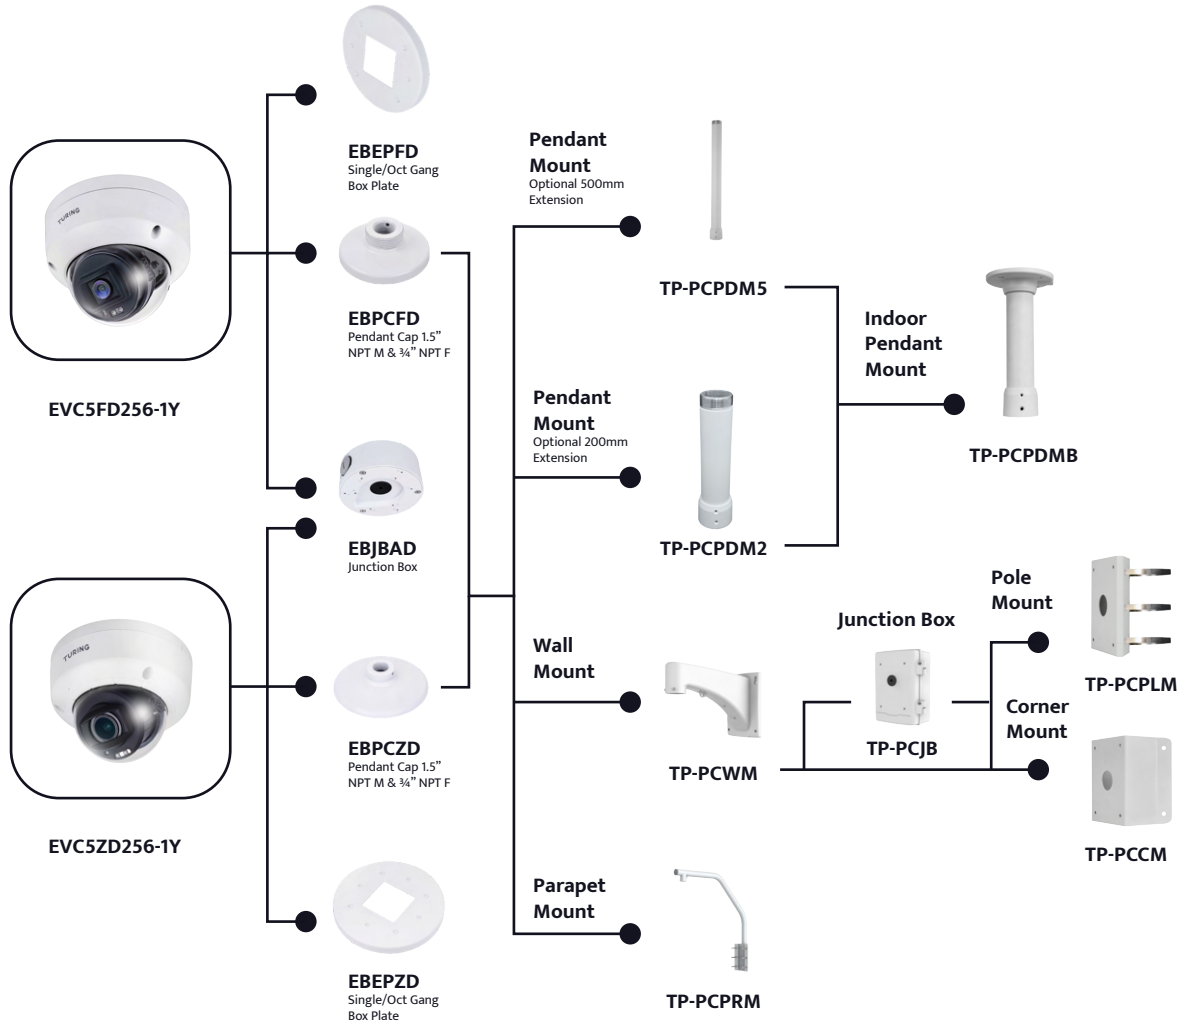 EBEPFD
Single/Oct Gang
Box Plate
TURING
EVC5FD256-1Y
EBPCFD
Pendant Cap 1.5”
NPT M & ¾” NPT F
EBJBAD
Junction Box
TURING
EVC5ZD256-1Y
EBPCZD
Pendant Cap 1.5”
NPT M & ¾” NPT F
EBEPZD
Single/Oct Gang
Box Plate
Pendant
Mount
Optional 500mm
Extension
TP-PCPDM5
Pendant
Mount
Optional 200mm
Extension
TP-PCPDM2
Indoor
Pendant
Mount
TP-PCPDMB
Wall
Mount
TP-PCWM
Junction Box
TP-PCJB
Pole
Mount
TP-PCPLM
Corner
Mount
TP-PCCM
Parapet
Mount
TP-PCPRM